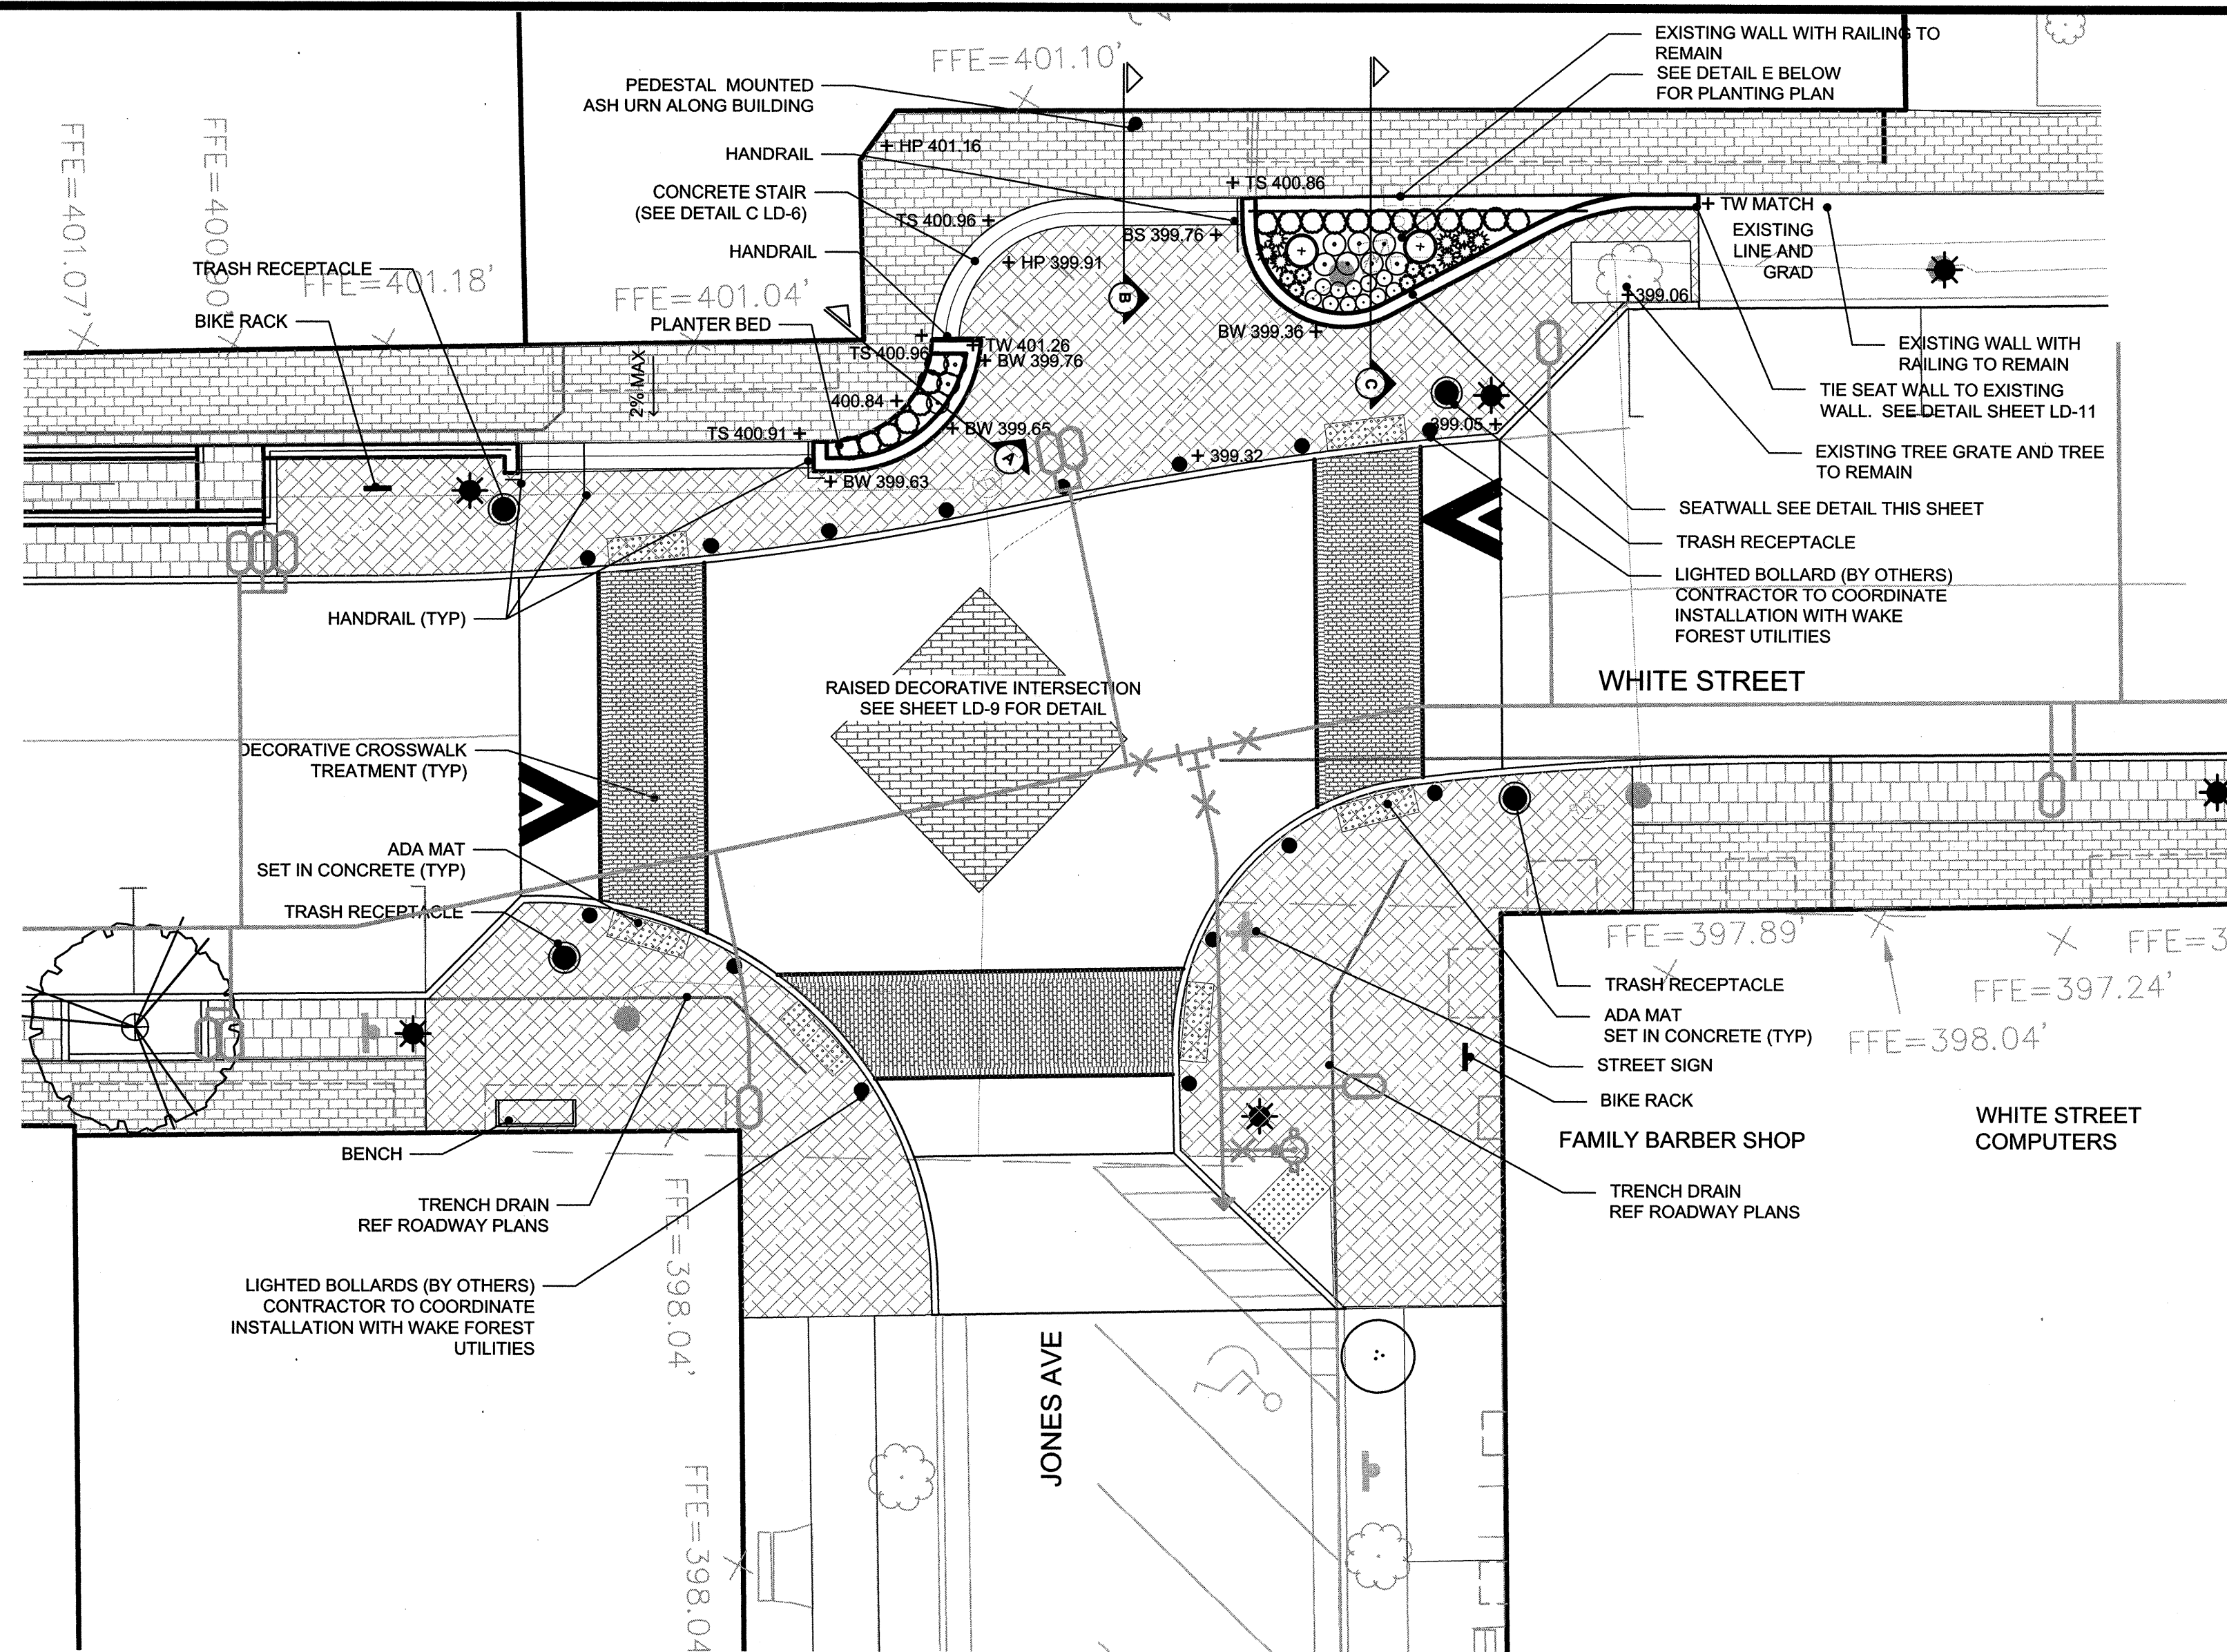 FFE=401.10'
EXISTING WALL WITH RAILING TO
REMAIN
SEE DETAIL E BELOW
FOR PLANTING PLAN
PEDESTAL MOUNTED
ASH URN ALONG BUILDING
HANDRAIL
CONCRETE STAIR
(SEE DETAIL C LD-6)
HANDRAIL
PLANTER BED
HP 401.16
TS 400.86
TS 400.96
BS 399.76
HP 399.91
TW MATCH
EXISTING
LINE AND
GRAD
399.06
BW 399.36
FFE=401.07'
FFE=400.90'
FFE=401.18'
FFE=401.04'
TRASH RECEPTACLE
BIKE RACK
2% MAX
TS 400.96
TW 401.26
BW 399.76
400.84
BW 399.65
TS 400.91
BW 399.63
399.32
399.05
A
B
C
EXISTING WALL WITH
RAILING TO REMAIN
TIE SEAT WALL TO EXISTING
WALL. SEE DETAIL SHEET LD-11
EXISTING TREE GRATE AND TREE
TO REMAIN
SEATWALL SEE DETAIL THIS SHEET
TRASH RECEPTACLE
LIGHTED BOLLARD (BY OTHERS)
CONTRACTOR TO COORDINATE
INSTALLATION WITH WAKE
FOREST UTILITIES
HANDRAIL (TYP)
WHITE STREET
RAISED DECORATIVE INTERSECTION
SEE SHEET LD-9 FOR DETAIL
DECORATIVE CROSSWALK
TREATMENT (TYP)
ADA MAT
SET IN CONCRETE (TYP)
TRASH RECEPTACLE
BENCH
TRENCH DRAIN
REF ROADWAY PLANS
LIGHTED BOLLARDS (BY OTHERS)
CONTRACTOR TO COORDINATE
INSTALLATION WITH WAKE FOREST
UTILITIES
FFE=398.04'
FFE=398.04
JONES AVE
FFE=397.89'
FFE=3
FFE=397.24'
FFE=398.04'
TRASH RECEPTACLE
ADA MAT
SET IN CONCRETE (TYP)
STREET SIGN
BIKE RACK
FAMILY BARBER SHOP
WHITE STREET
COMPUTERS
TRENCH DRAIN
REF ROADWAY PLANS